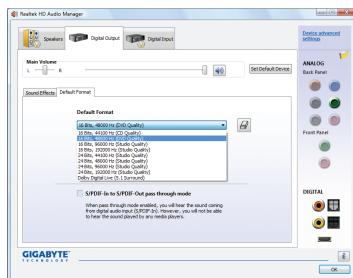 Realtek HD Audio Manager
Speakers
Digital Output
Digital Input
Device advanced settings
Main Volume
L
R
Set Default Device
ANALOG
Back Panel
Sound Effects
Default Format
Default Format
16 Bits, 48000 Hz (DVD Quality)
16 Bits, 44100 Hz (CD Quality)
16 Bits, 48000 Hz (DVD Quality)
16 Bits, 96000 Hz (Studio Quality)
16 Bits, 192000 Hz (Studio Quality)
24 Bits, 44100 Hz (Studio Quality)
24 Bits, 48000 Hz (Studio Quality)
24 Bits, 96000 Hz (Studio Quality)
24 Bits, 192000 Hz (Studio Quality)
Dolby Digital Live (5.1 Surround)
Front Panel
S/PDIF-In to S/PDIF-Out pass through mode
When pass through mode enabled, you will hear the sound coming
from digital audio input (S/PDIF-In). However, you will not be able
to hear the sound played by any media players.
DIGITAL
GIGABYTE
TECHNOLOGY
OK